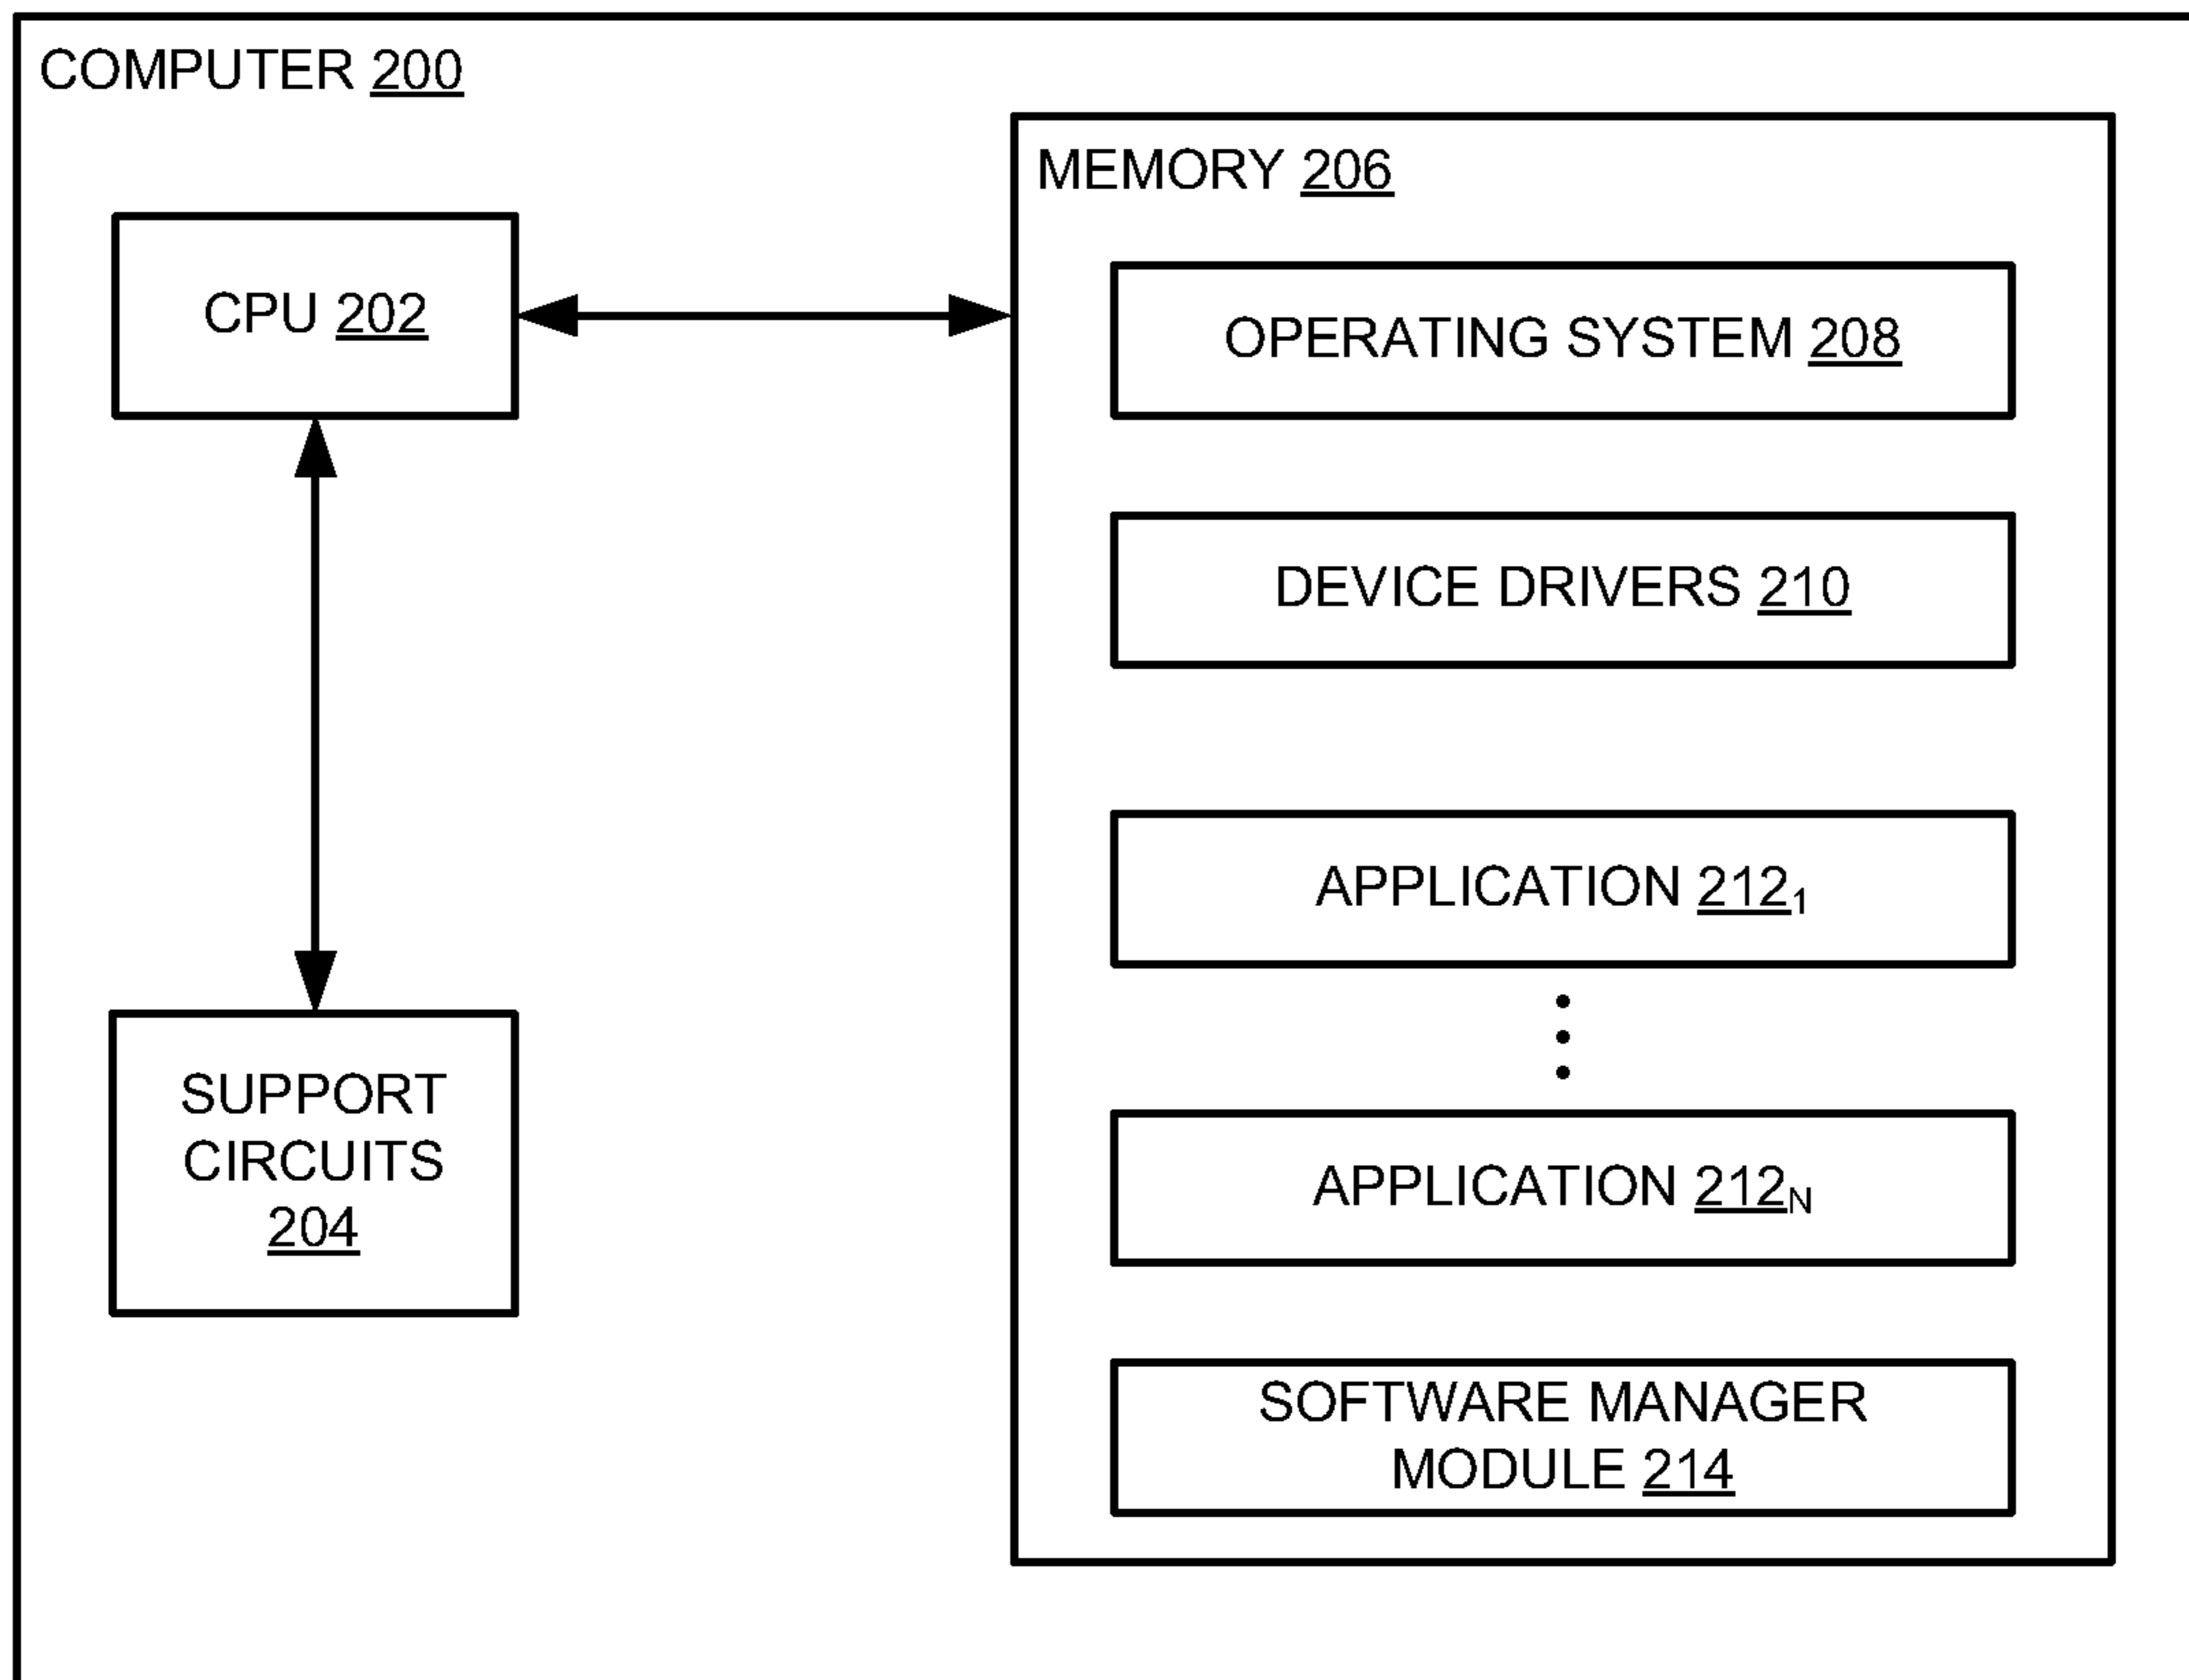 COMPUTER 200
MEMORY 206
CPU 202
OPERATING SYSTEM 208
DEVICE DRIVERS 210
APPLICATION 212₁
SUPPORT
CIRCUITS
204
APPLICATION 212ₙ
SOFTWARE MANAGER
MODULE 214